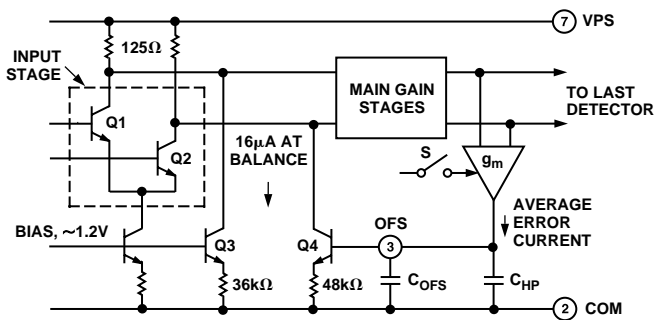 7
VPS
125Ω
INPUT
STAGE
MAIN GAIN
STAGES
TO LAST
DETECTOR
Q1
Q2
16µA AT
BALANCE
S
gm
AVERAGE
ERROR
CURRENT
OFS
BIAS, ~1.2V
Q3
Q4
3
36kΩ
48kΩ
COFS
CHP
2
COM